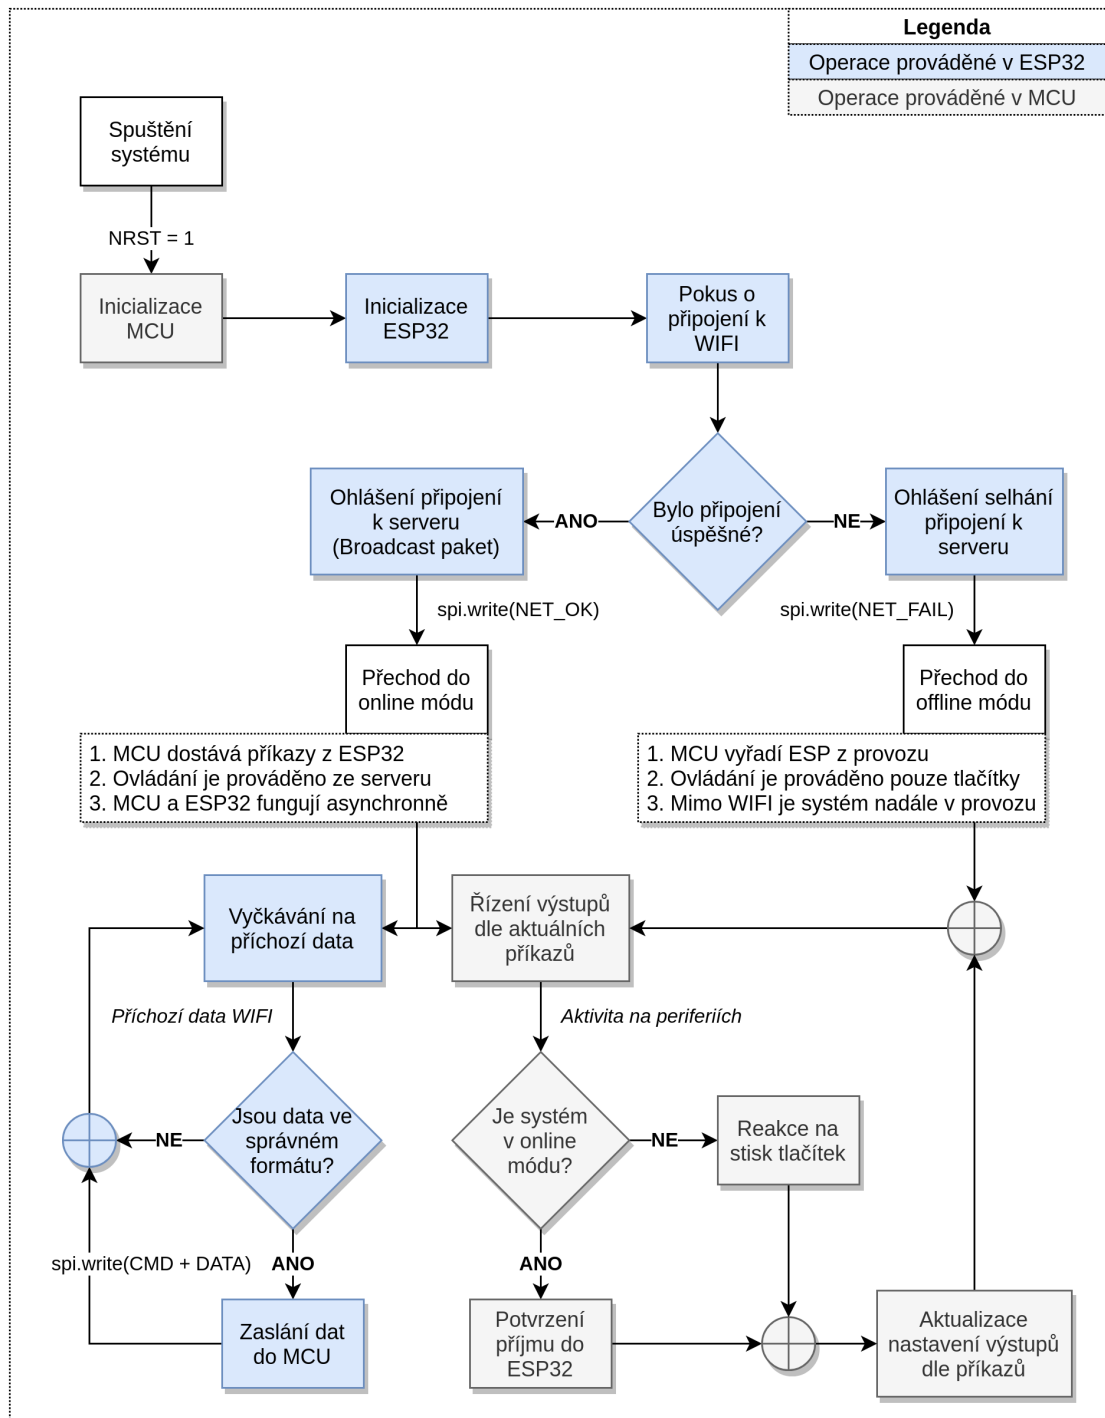 Legenda
Operace prováděné v ESP32
Operace prováděné v MCU
Spuštění
systému
NRST = 1
Inicializace
MCU
Inicializace
ESP32
Pokus o
připojení k
WIFI
Ohlášení připojení
k serveru
(Broadcast paket)
ANO
Bylo připojení
úspěšné?
NE
Ohlášení selhání
připojení k
serveru
spi.write(NET_OK)
spi.write(NET_FAIL)
Přechod do
online módu
Přechod do
offline módu
1. MCU dostává příkazy z ESP32
2. Ovládání je prováděno ze serveru
3. MCU a ESP32 fungují asynchronně
1. MCU vyřadí ESP z provozu
2. Ovládání je prováděno pouze tlačítky
3. Mimo WIFI je systém nadále v provozu
Vyčkávání na
příchozí data
Řízení výstupů
dle aktuálních
příkazů
Příchozí data WIFI
Aktivita na periferiích
Jsou data ve
správném
formátu?
NE
Je systém
v online
módu?
NE
Reakce na
stisk tlačítek
spi.write(CMD + DATA)
ANO
ANO
Zaslání dat
do MCU
Potvrzení
příjmu do
ESP32
Aktualizace
nastavení výstupů
dle příkazů